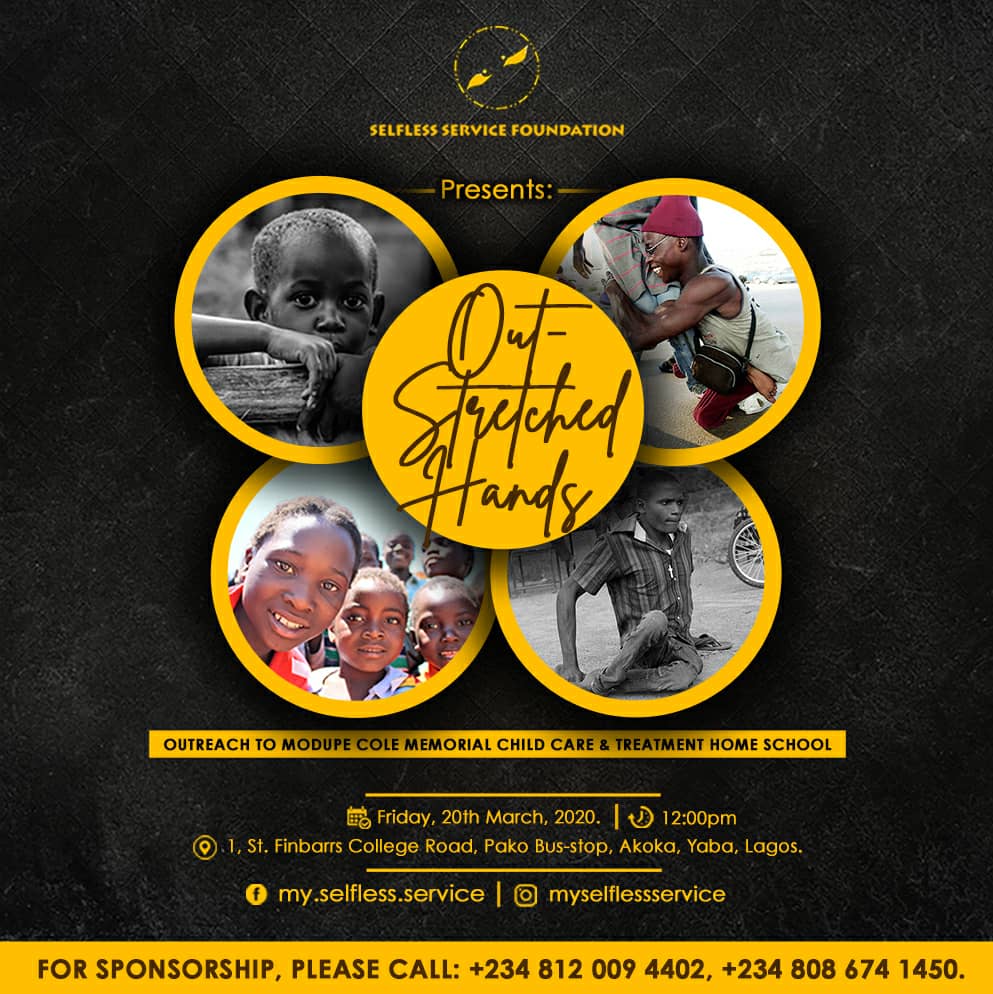 SELFLESS SERVICE FOUNDATION
Presents:
Out-
Stretched
Hands
OUTREACH TO MODUPE COLE MEMORIAL CHILD CARE & TREATMENT HOME SCHOOL
Friday, 20th March, 2020. | 12:00pm
1, St. Finbarrs College Road, Pako Bus-stop, Akoka, Yaba, Lagos.
my.selfless.service | myselflessservice
FOR SPONSORSHIP, PLEASE CALL: +234 812 009 4402, +234 808 674 1450.